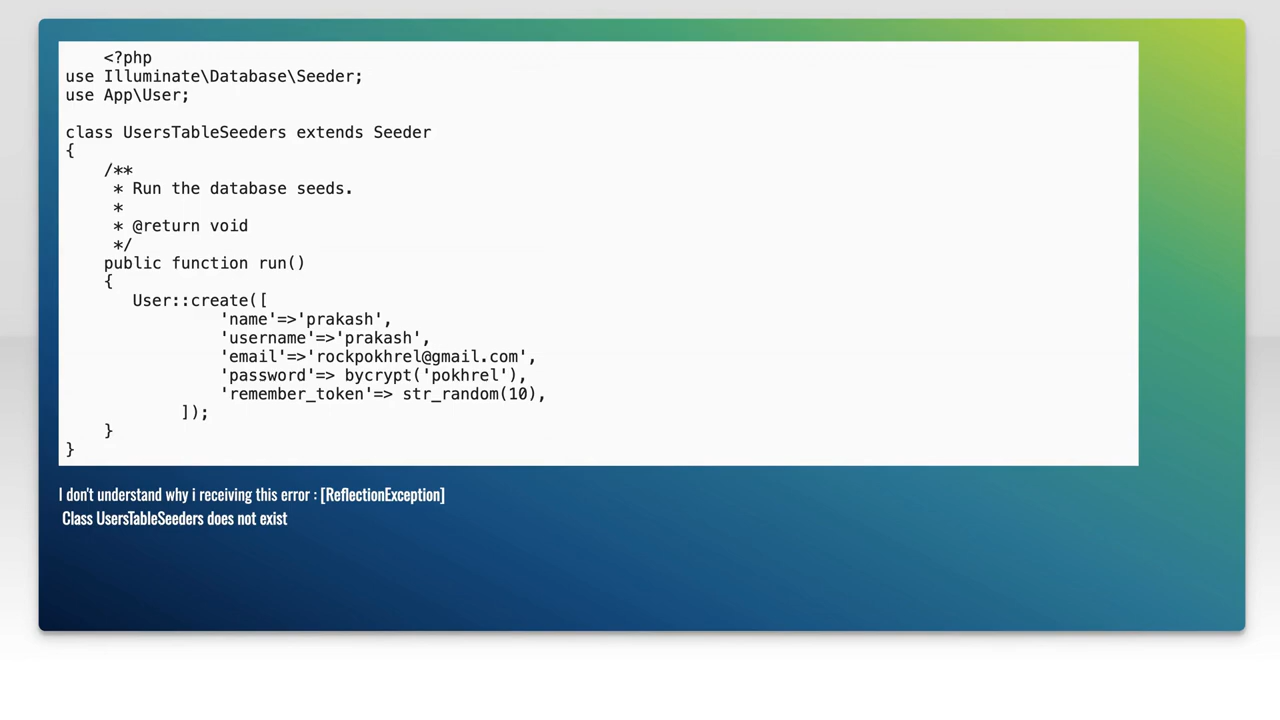 <?php
use Illuminate\Database\Seeder;
use App\User;
class UsersTableSeeders extends Seeder
{
/**
* Run the database seeds.
*
* @return void
*/
public function run()
{
User::create([
'name'=>'prakash',
'username'=>'prakash',
'email'=>'rockpokhrel@gmail.com',
'password'=> bycrypt('pokhrel'),
'remember_token'=> str_random(10),
]);
}
}
I don't understand why i receiving this error : [ReflectionException]
Class UsersTableSeeders does not exist